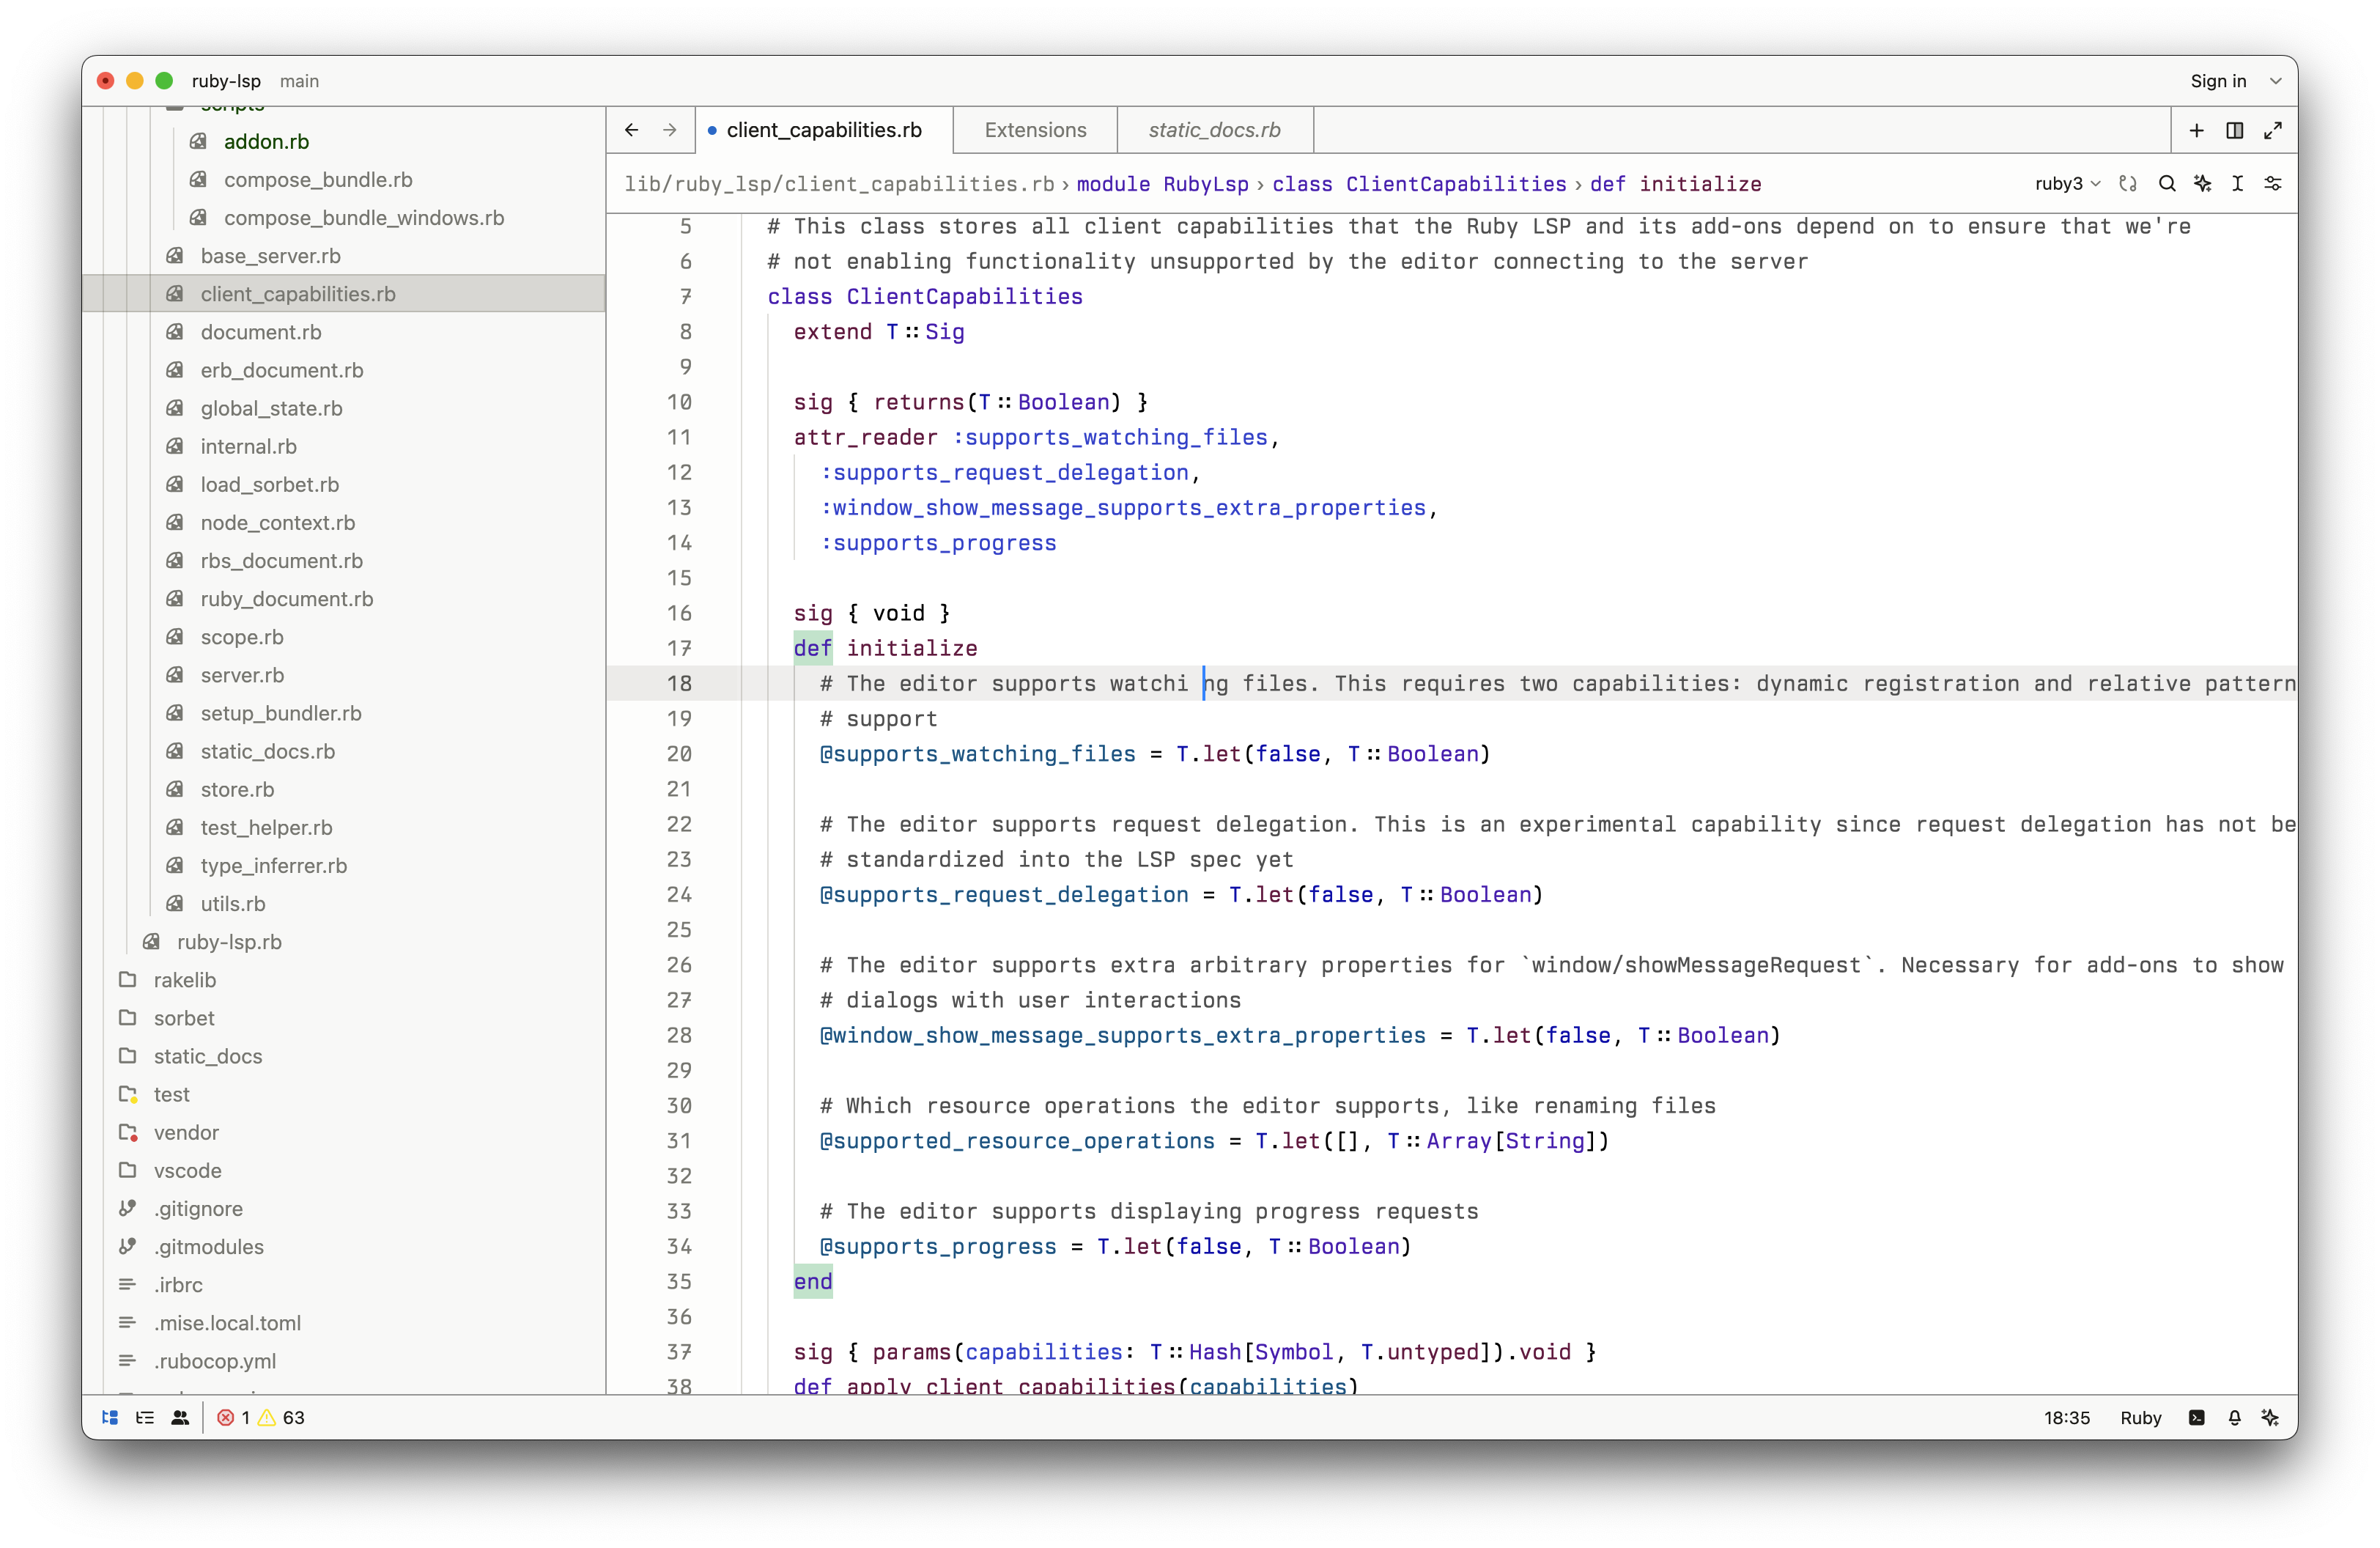 ruby-lsp main
Sign in
scripts
addon.rb
compose_bundle.rb
compose_bundle_windows.rb
base_server.rb
client_capabilities.rb
document.rb
erb_document.rb
global_state.rb
internal.rb
load_sorbet.rb
node_context.rb
rbs_document.rb
ruby_document.rb
scope.rb
server.rb
setup_bundler.rb
static_docs.rb
store.rb
test_helper.rb
type_inferrer.rb
utils.rb
ruby-lsp.rb
rakelib
sorbet
static_docs
test
vendor
vscode
.gitignore
.gitmodules
.irbrc
.mise.local.toml
.rubocop.yml
client_capabilities.rb
Extensions
static_docs.rb
lib/ruby_lsp/client_capabilities.rb › module RubyLsp › class ClientCapabilities › def initialize
ruby3
5 # This class stores all client capabilities that the Ruby LSP and its add-ons depend on to ensure that we're
6 # not enabling functionality unsupported by the editor connecting to the server
7 class ClientCapabilities
8 extend T::Sig
9
10 sig { returns(T::Boolean) }
11 attr_reader :supports_watching_files,
12 :supports_request_delegation,
13 :window_show_message_supports_extra_properties,
14 :supports_progress
15
16 sig { void }
17 def initialize
18 # The editor supports watchi ng files. This requires two capabilities: dynamic registration and relative pattern
19 # support
20 @supports_watching_files = T.let(false, T::Boolean)
21
22 # The editor supports request delegation. This is an experimental capability since request delegation has not be
23 # standardized into the LSP spec yet
24 @supports_request_delegation = T.let(false, T::Boolean)
25
26 # The editor supports extra arbitrary properties for `window/showMessageRequest`. Necessary for add-ons to show
27 # dialogs with user interactions
28 @window_show_message_supports_extra_properties = T.let(false, T::Boolean)
29
30 # Which resource operations the editor supports, like renaming files
31 @supported_resource_operations = T.let([], T::Array[String])
32
33 # The editor supports displaying progress requests
34 @supports_progress = T.let(false, T::Boolean)
35 end
36
37 sig { params(capabilities: T::Hash[Symbol, T.untyped]).void }
38 def apply_client_capabilities(capabilities)
1 63
18:35 Ruby